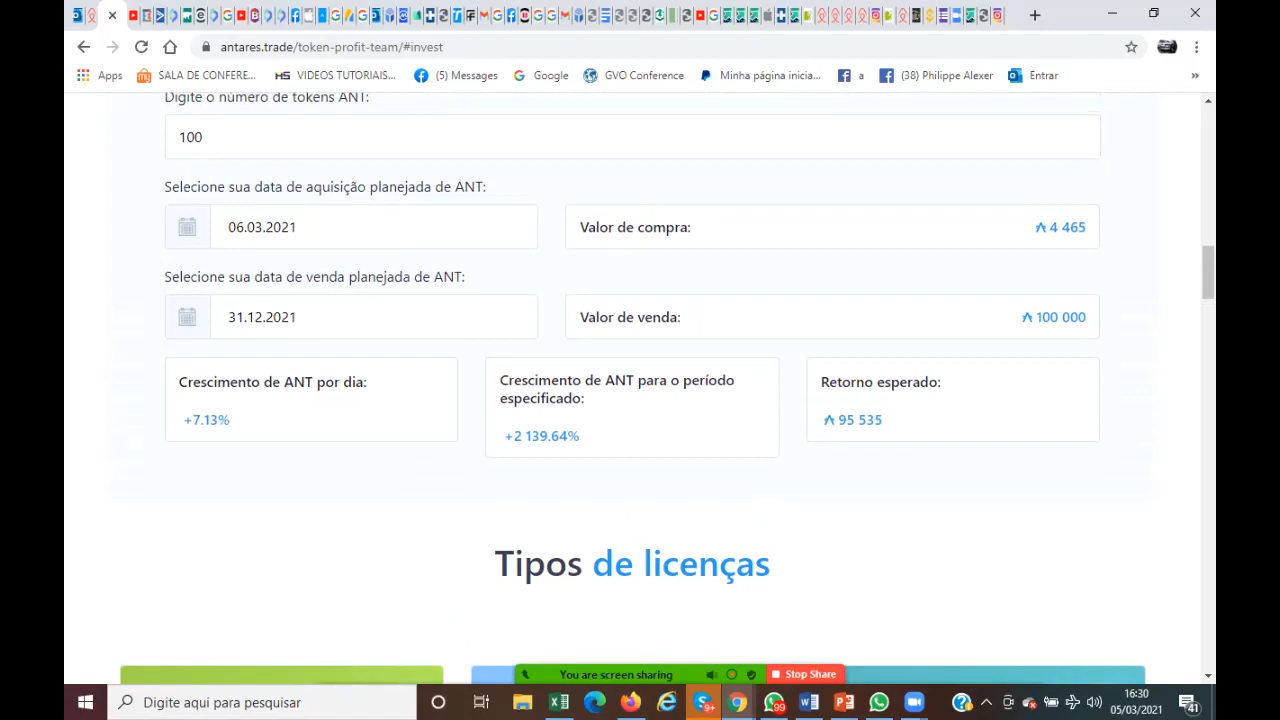 antares.trade/token-profit-team/#invest
Apps
SALA DE CONFERE...
VIDEOS TUTORIAIS...
(5) Messages
Google
GVO Conference
Minha página inicia...
a
(38) Philippe Alexer
Entrar
»
Digite o número de tokens ANT:
100
Selecione sua data de aquisição planejada de ANT:
06.03.2021
Valor de compra:
4 465
Selecione sua data de venda planejada de ANT:
31.12.2021
Valor de venda:
100 000
Crescimento de ANT por dia:
+7.13%
Crescimento de ANT para o período
especificado:
+2 139.64%
Retorno esperado:
95 535
Tipos de licenças
You are screen sharing
Stop Share
Digite aqui para pesquisar
16:30
05/03/2021